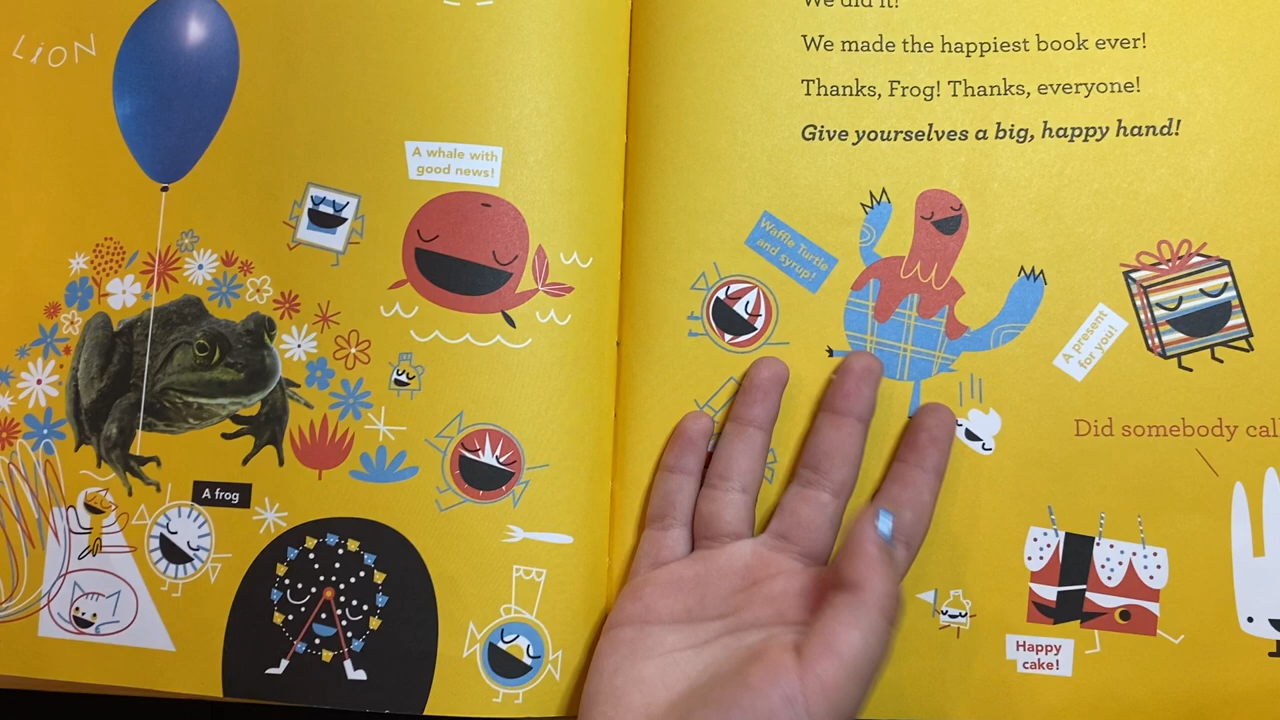 LiON
A whale with
good news!
A frog
We did it!
We made the happiest book ever!
Thanks, Frog! Thanks, everyone!
Give yourselves a big, happy hand!
Waffle Turtle
and syrup!
A present
for you!
Did somebody call
Happy
cake!